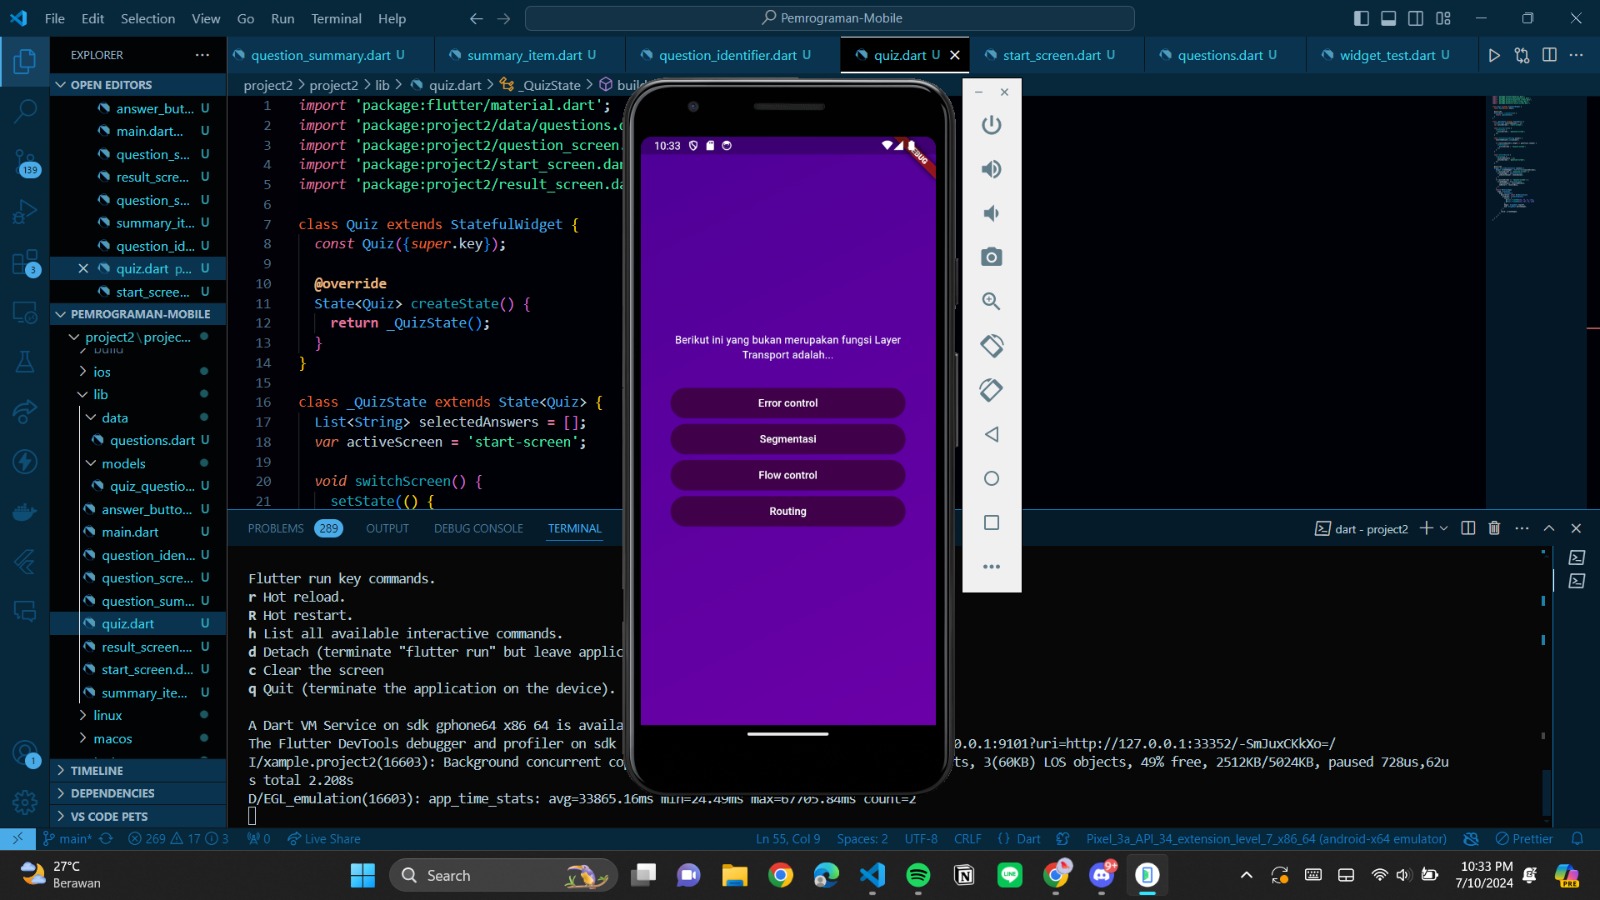 File Edit Selection View Go Run Terminal Help
Pemrograman-Mobile
EXPLORER
question_summary.dart U
summary_item.dart U
question_identifier.dart U
quiz.dart U
start_screen.dart U
questions.dart U
widget_test.dart U
OPEN EDITORS
answer_but... U
main.dart... U
question_s... U
result_scre... U
question_s... U
summary_it... U
question_id... U
quiz.dart p... U
start_scree... U
PEMROGRAMAN-MOBILE
project2 \ projec...
build
ios
lib
data
questions.dart U
models
quiz_questio... U
answer_butto... U
main.dart U
question_iden... U
question_scre... U
question_sum... U
quiz.dart U
result_screen.... U
start_screen.d... U
summary_ite... U
linux
macos
TIMELINE
DEPENDENCIES
VS CODE PETS
139
3
1
project2 > project2 > lib > quiz.dart > _QuizState > build
1 import 'package:flutter/material.dart';
2 import 'package:project2/data/questions.d
3 import 'package:project2/question_screen.
4 import 'package:project2/start_screen.dar
5 import 'package:project2/result_screen.da
6
7 class Quiz extends StatefulWidget {
8 const Quiz({super.key});
9
10 @override
11 State<Quiz> createState() {
12 return _QuizState();
13 }
14 }
15
16 class _QuizState extends State<Quiz> {
17 List<String> selectedAnswers = [];
18 var activeScreen = 'start-screen';
19
20 void switchScreen() {
21 setState(() {
10:33
DEBUG
Berikut ini yang bukan merupakan fungsi Layer
Transport adalah...
Error control
Segmentasi
Flow control
Routing
PROBLEMS 289 OUTPUT DEBUG CONSOLE TERMINAL
dart - project2
Flutter run key commands.
r Hot reload.
R Hot restart.
h List all available interactive commands.
d Detach (terminate "flutter run" but leave applic
c Clear the screen
q Quit (terminate the application on the device).
A Dart VM Service on sdk gphone64 x86 64 is availa
The Flutter DevTools debugger and profiler on sdk 0.0.1:9101?uri=http://127.0.0.1:33352/-SmJuxCKkXo=/
I/xample.project2(16603): Background concurrent co ts, 3(60KB) LOS objects, 49% free, 2512KB/5024KB, paused 728us,62u
s total 2.208s
D/EGL_emulation(16603): app_time_stats: avg=33865.16ms min=24.49ms max=67705.84ms count=2
main* 269 17 3 0 Live Share
Ln 55, Col 9 Spaces: 2 UTF-8 CRLF {} Dart Pixel_3a_API_34_extension_level_7_x86_64 (android-x64 emulator) Prettier
27°C
Berawan
Search
9+
10:33 PM
7/10/2024
PRE